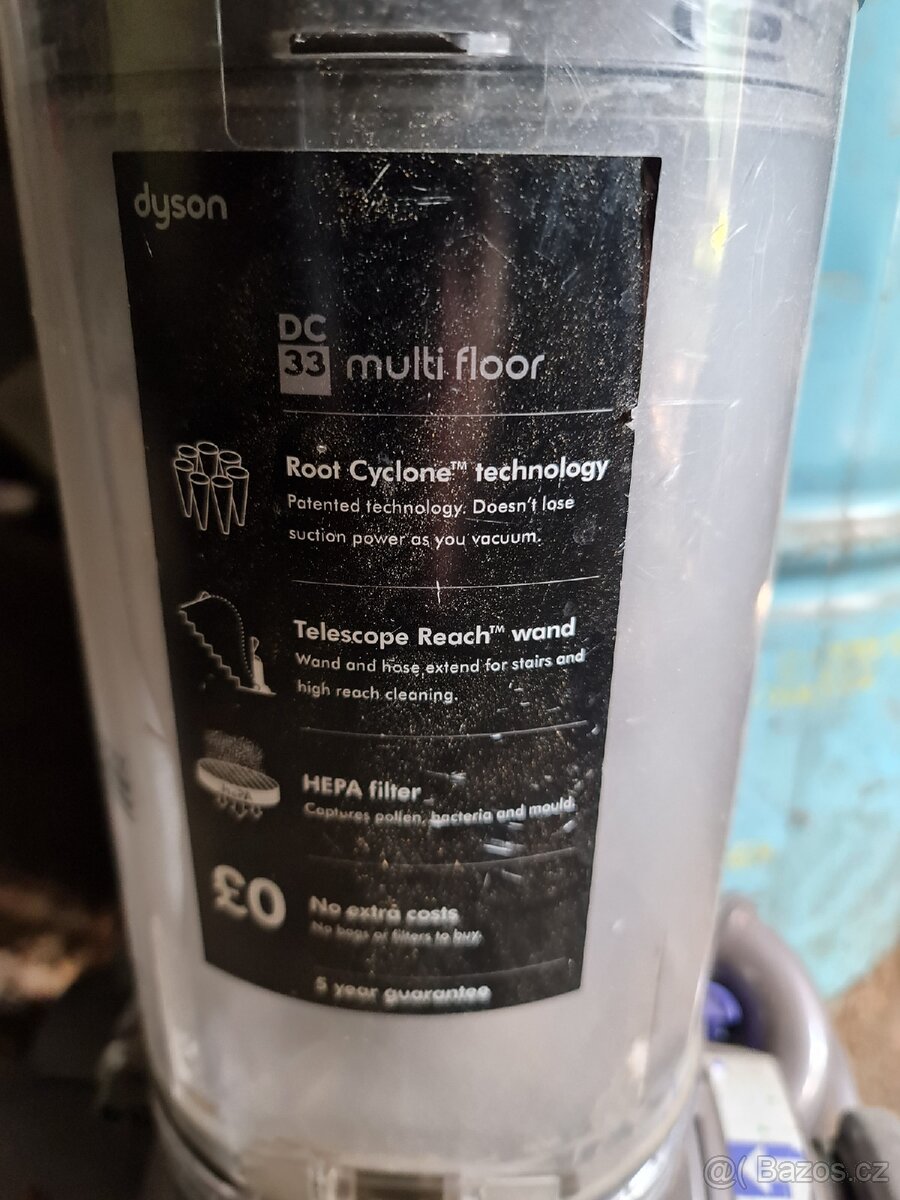 dyson
DC
33 multi floor
Root Cyclone™ technology
Patented technology. Doesn't lose
suction power as you vacuum.
Telescope Reach™ wand
Wand and hose extend for stairs and
high reach cleaning.
HEPA
HEPA filter
Captures pollen, bacteria and mould.
£0
No extra costs
No bags or filters to buy.
5 year guarantee
@( Bazos.cz